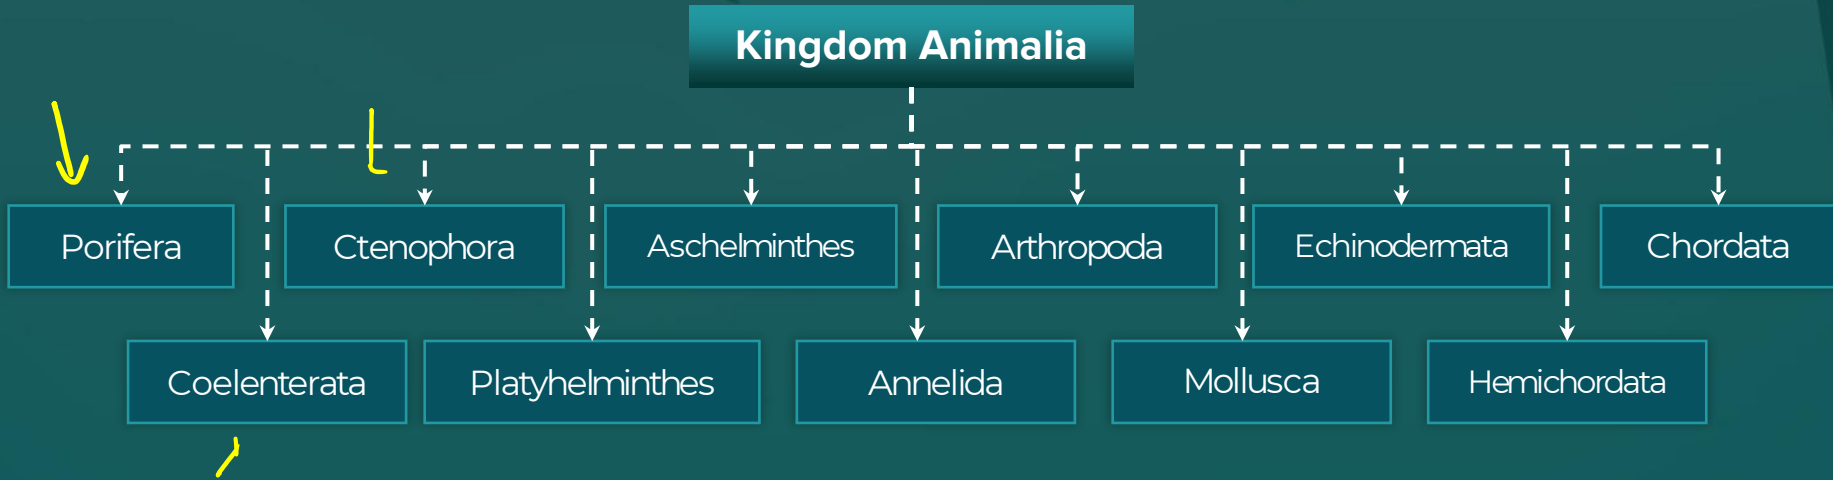 Kingdom Animalia
Porifera
Ctenophora
Aschelminthes
Arthropoda
Echinodermata
Chordata
Coelenterata
Platyhelminthes
Annelida
Mollusca
Hemichordata